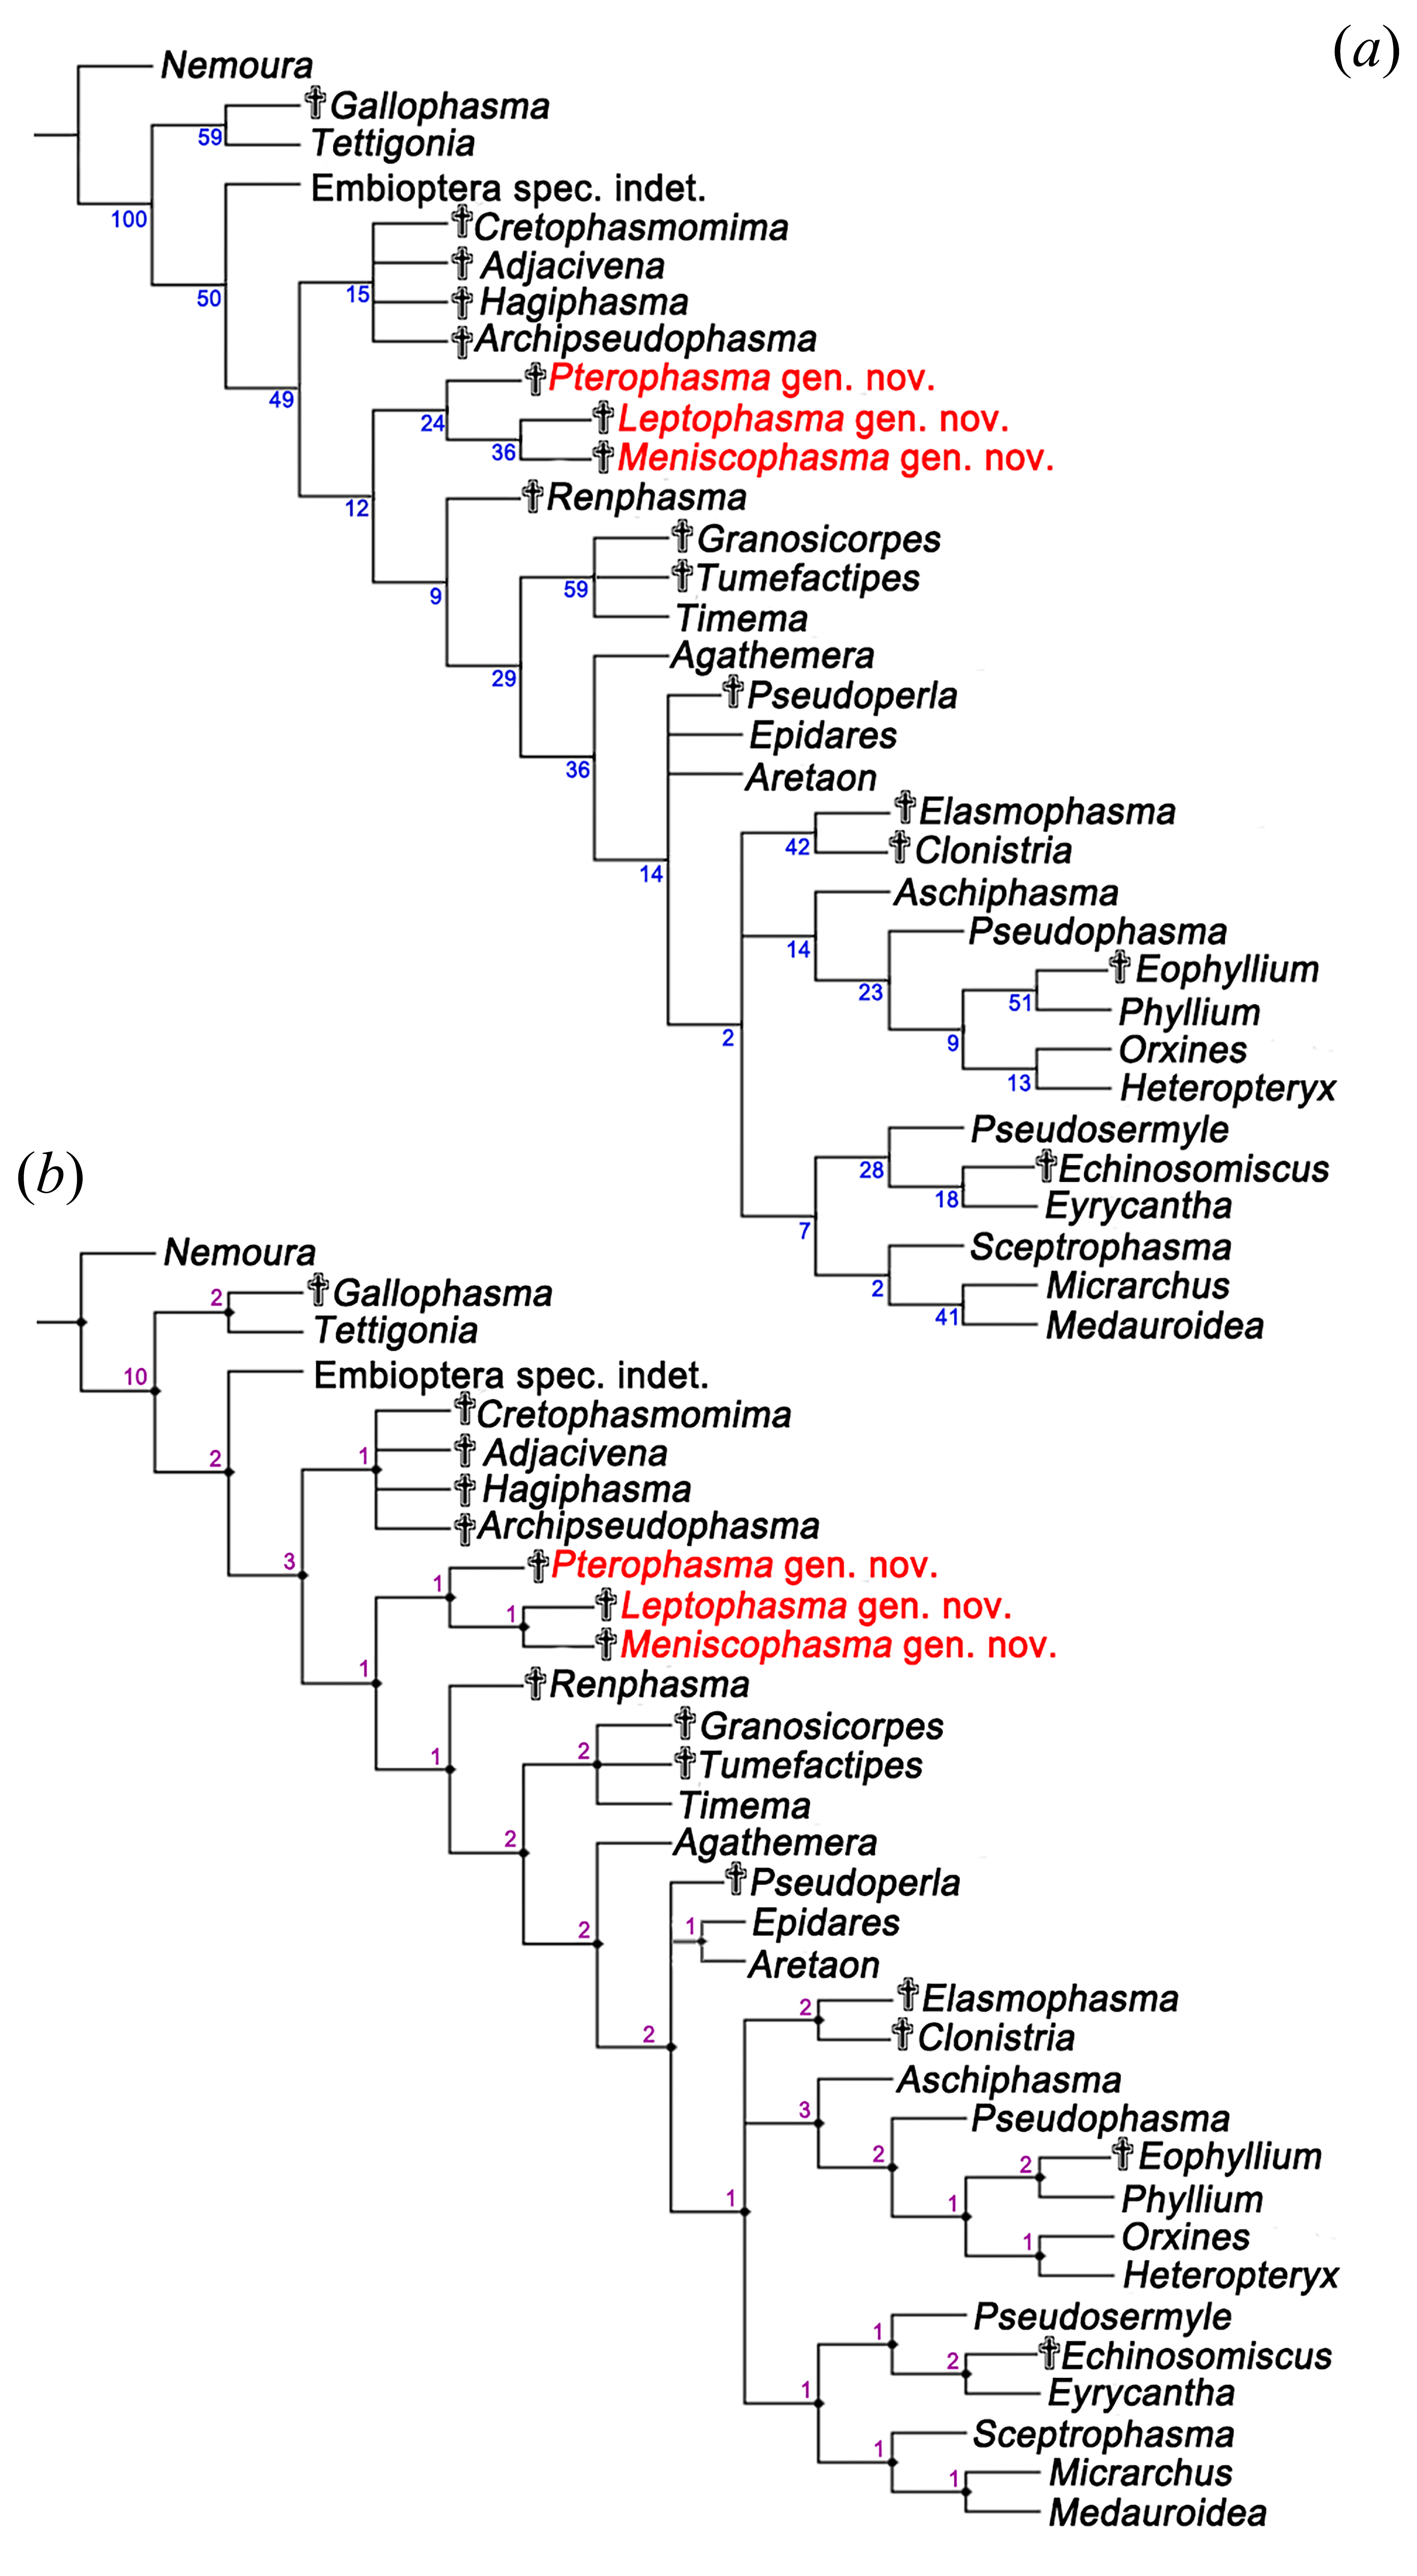 (a)
Nemoura
†Gallophasma
59
Tettigonia
Embioptera spec. indet.
100
†Cretophasmomima
†Adjacivena
50
15
†Hagiphasma
†Archipseudophasma
†Pterophasma gen. nov.
49
24
†Leptophasma gen. nov.
36
†Meniscophasma gen. nov.
12
†Renphasma
†Granosicorpes
9
59
†Tumefactipes
Timema
29
Agathemera
†Pseudoperla
Epidares
36
Aretaon
†Elasmophasma
42
†Clonistria
14
Aschiphasma
14
Pseudophasma
†Eophyllium
23
51
Phyllium
2
9
Orxines
13
Heteropteryx
Pseudosermyle
(b)
28
†Echinosomiscus
18
Eyrycantha
7
Sceptrophasma
2
Micrarchus
41
Medauroidea
Nemoura
2
†Gallophasma
Tettigonia
10
Embioptera spec. indet.
†Cretophasmomima
2
1
†Adjacivena
†Hagiphasma
†Archipseudophasma
3
†Pterophasma gen. nov.
1
1
†Leptophasma gen. nov.
†Meniscophasma gen. nov.
1
†Renphasma
†Granosicorpes
1
2
†Tumefactipes
Timema
2
Agathemera
†Pseudoperla
2
1
Epidares
Aretaon
2
†Elasmophasma
2
†Clonistria
Aschiphasma
3
Pseudophasma
2
2
†Eophyllium
1
1
Phyllium
1
Orxines
Heteropteryx
1
Pseudosermyle
2
†Echinosomiscus
1
Eyrycantha
1
Sceptrophasma
1
Micrarchus
Medauroidea